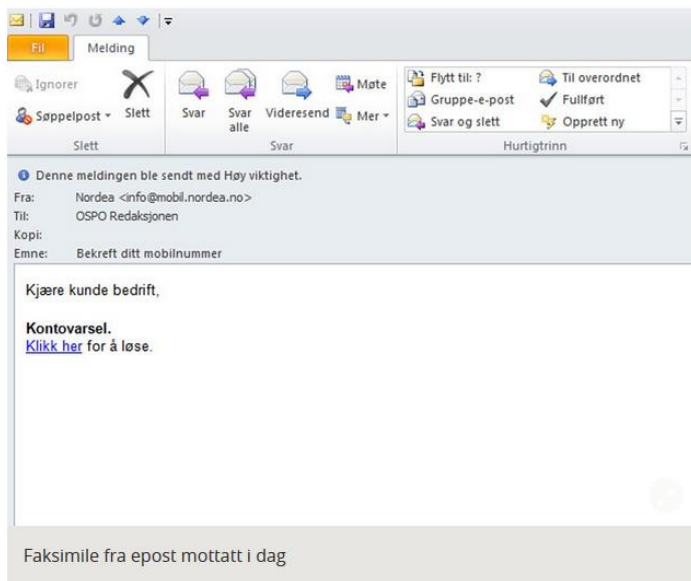 Fil
Melding
Ignorer
Søppelpost
Slett
Slett
Svar
Svar alle
Videresend
Møte
Mer
Svar
Flytt til: ?
Gruppe-e-post
Svar og slett
Til overordnet
Fullført
Opprett ny
Hurtigtrinn
Denne meldingen ble sendt med Høy viktighet.
Fra: Nordea <info@mobil.nordea.no>
Til: OSPO Redaksjonen
Kopi:
Emne: Bekreft ditt mobilnummer
Kjære kunde bedrift,
Kontovarsel.
Klikk her for å løse.
Faksimile fra epost mottatt i dag